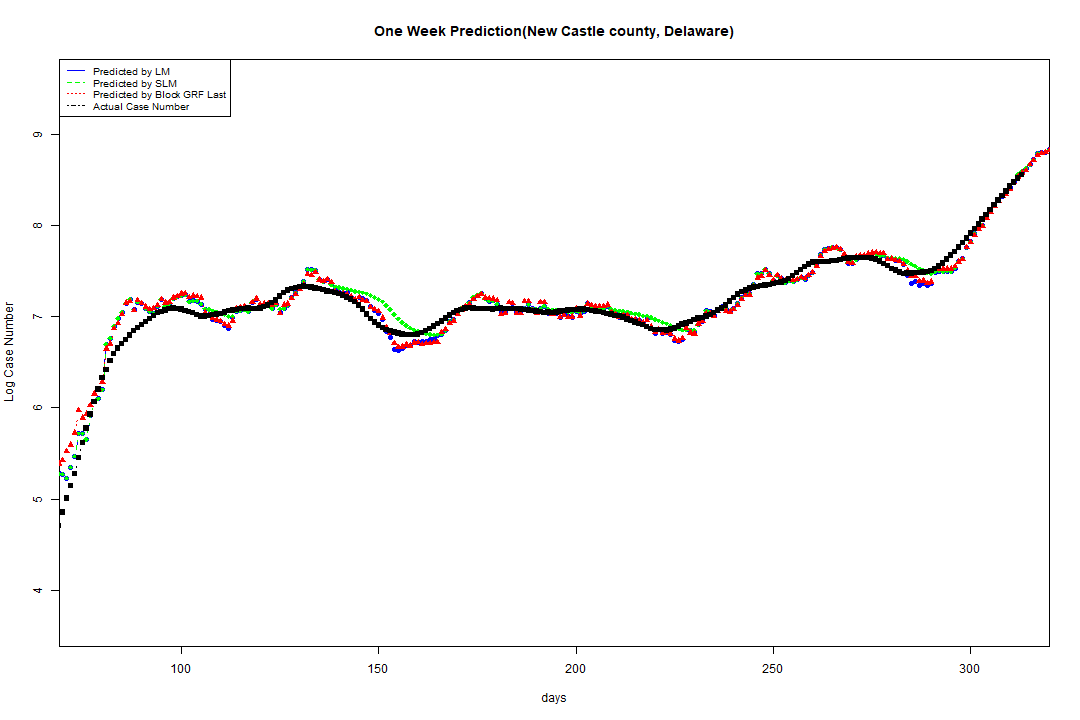 One Week Prediction(New Castle county, Delaware)
Predicted by LM
Predicted by SLM
Predicted by Block GRF Last
Actual Case Number
9
8
7
6
5
4
Log Case Number
100 150 200 250 300
days